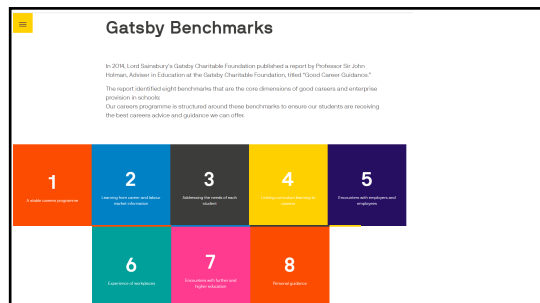 Gatsby Benchmarks
In 2014, Lord Sainsbury's Gatsby Charitable Foundation published a report by Professor Sir John
Holman, Adviser in Education at the Gatsby Charitable Foundation, titled "Good Career Guidance."
The report identified eight benchmarks that are the core dimensions of good careers and enterprise
provision in schools:
Our careers programme is structured around these benchmarks to ensure our students are receiving
the best careers advice and guidance we can offer.
1
A stable careers programme
2
Learning from career and labour
market information
3
Addressing the needs of each
student
4
Linking curriculum learning to
careers
5
Encounters with employers and
employees
6
Experience of workplaces
7
Encounters with further and
higher education
8
Personal guidance